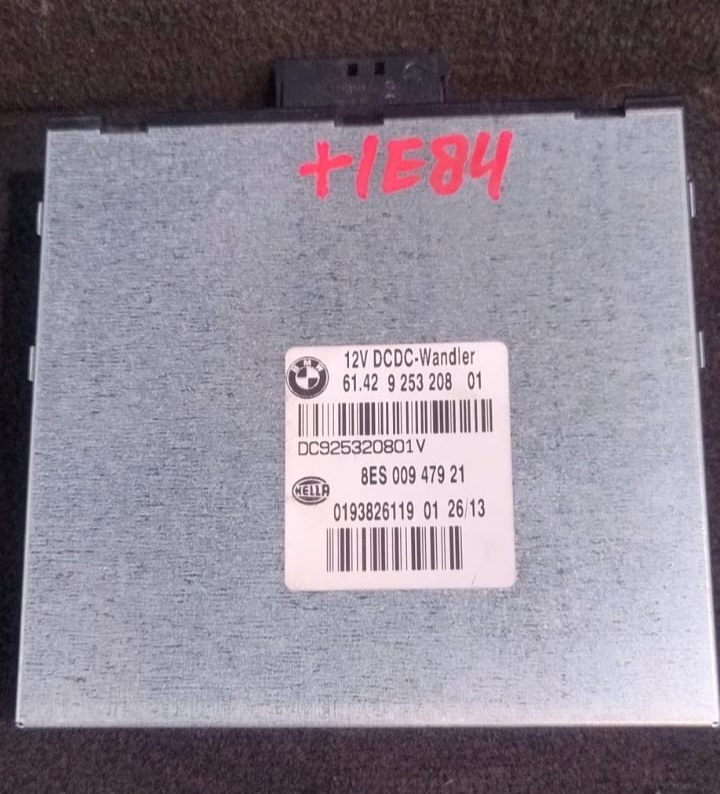 +1E84
12V DCDC-Wandler
BMW
61.42 9 253 208 01
DC925320801V
8ES 009 479 21
HELLA
0193826119 01 26/13